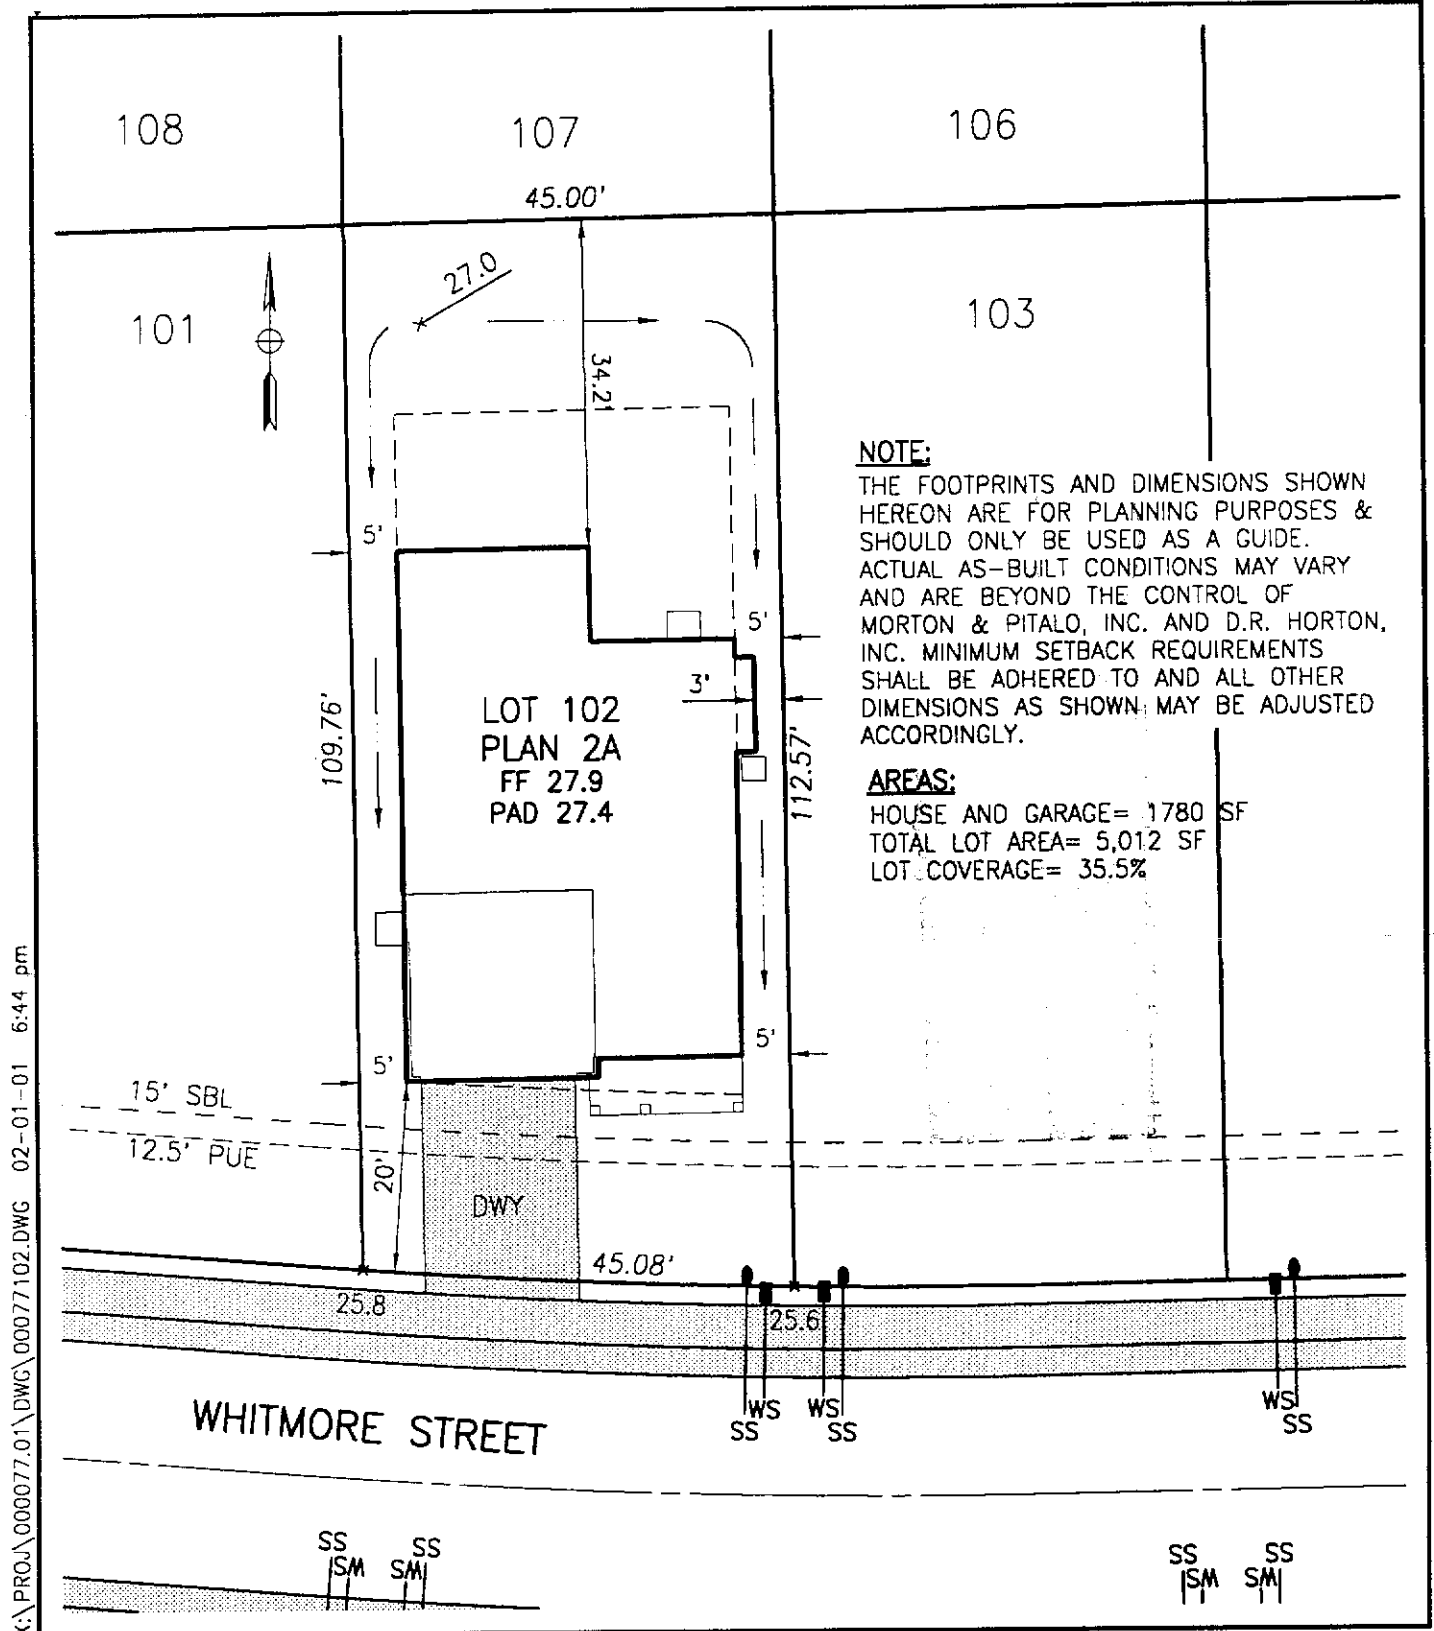 108
107
106
45.00'
27.0
101
103
34.2'
NOTE:
THE FOOTPRINTS AND DIMENSIONS SHOWN
HEREON ARE FOR PLANNING PURPOSES &
SHOULD ONLY BE USED AS A GUIDE.
ACTUAL AS-BUILT CONDITIONS MAY VARY
AND ARE BEYOND THE CONTROL OF
MORTON & PITALO, INC. AND D.R. HORTON,
INC. MINIMUM SETBACK REQUIREMENTS
SHALL BE ADHERED TO AND ALL OTHER
DIMENSIONS AS SHOWN MAY BE ADJUSTED
ACCORDINGLY.
5'
5'
3'
LOT 102
PLAN 2A
FF 27.9
PAD 27.4
109.76'
112.57'
AREAS:
HOUSE AND GARAGE= 1780 SF
TOTAL LOT AREA= 5,012 SF
LOT COVERAGE= 35.5%
5'
5'
15' SBL
12.5' PUE
20'
DWY
45.08'
25.8
25.6
WS
SS
WS
SS
WS
SS
WHITMORE STREET
SS
SM
SM
SS
SS
SM
SM
SS
K:\PROJ\000077.01\DWG\00077102.DWG 02-01-01 6:44 pm